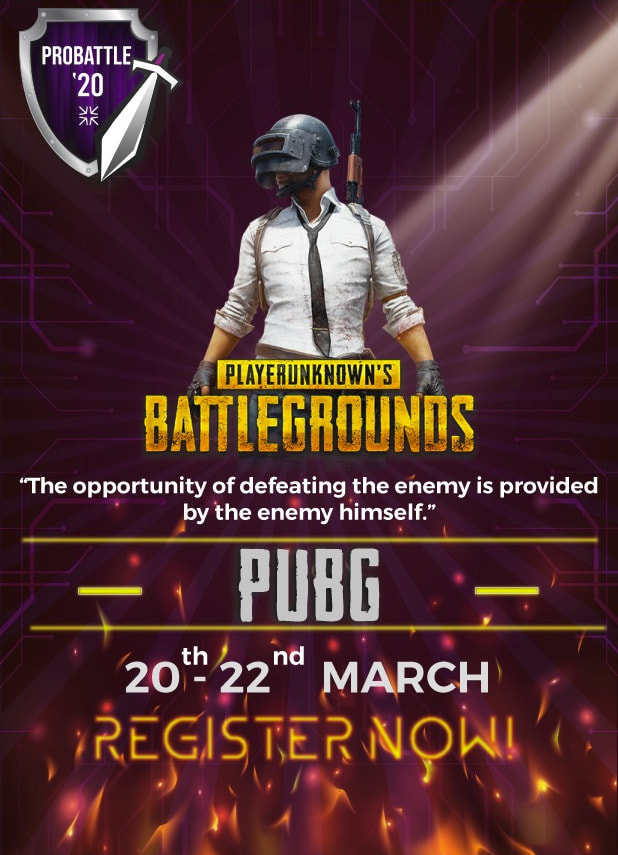 PROBATTLE
'20
PLAYERUNKNOWN'S
BATTLEGROUNDS
“The opportunity of defeating the enemy is provided
by the enemy himself.”
PUBG
20th - 22nd MARCH
REGISTER NOW!